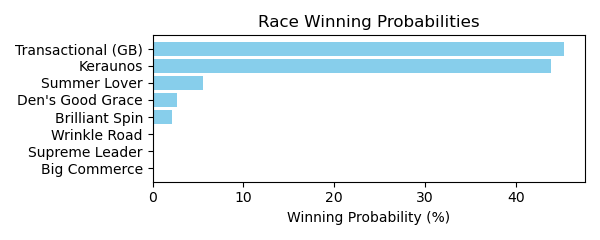 Race Winning Probabilities
Transactional (GB)
Keraunos
Summer Lover
Den's Good Grace
Brilliant Spin
Wrinkle Road
Supreme Leader
Big Commerce
0 10 20 30 40
Winning Probability (%)